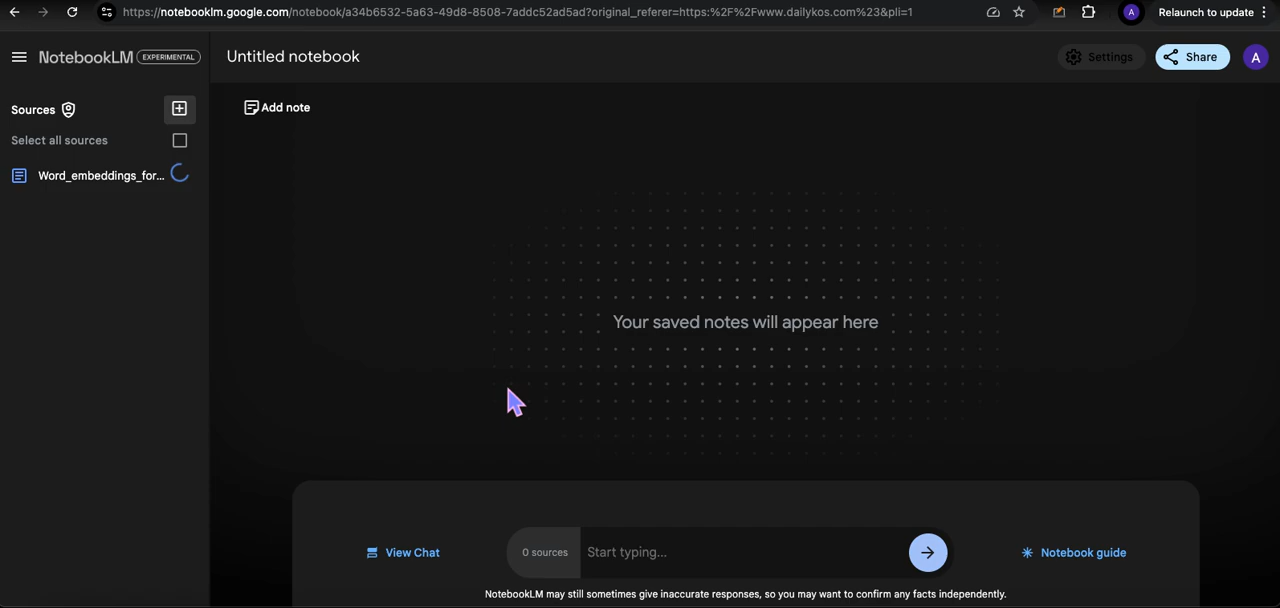 https://notebooklm.google.com/notebook/a34b6532-5a63-49d8-8508-7addc52ad5ad?original_referer=https:%2F%2Fwww.dailykos.com%23&pli=1
A
Relaunch to update
NotebookLM EXPERIMENTAL
Untitled notebook
Settings
Share
A
Sources
Add note
Select all sources
Word_embeddings_for...
Your saved notes will appear here
View Chat
0 sources
Start typing...
Notebook guide
NotebookLM may still sometimes give inaccurate responses, so you may want to confirm any facts independently.